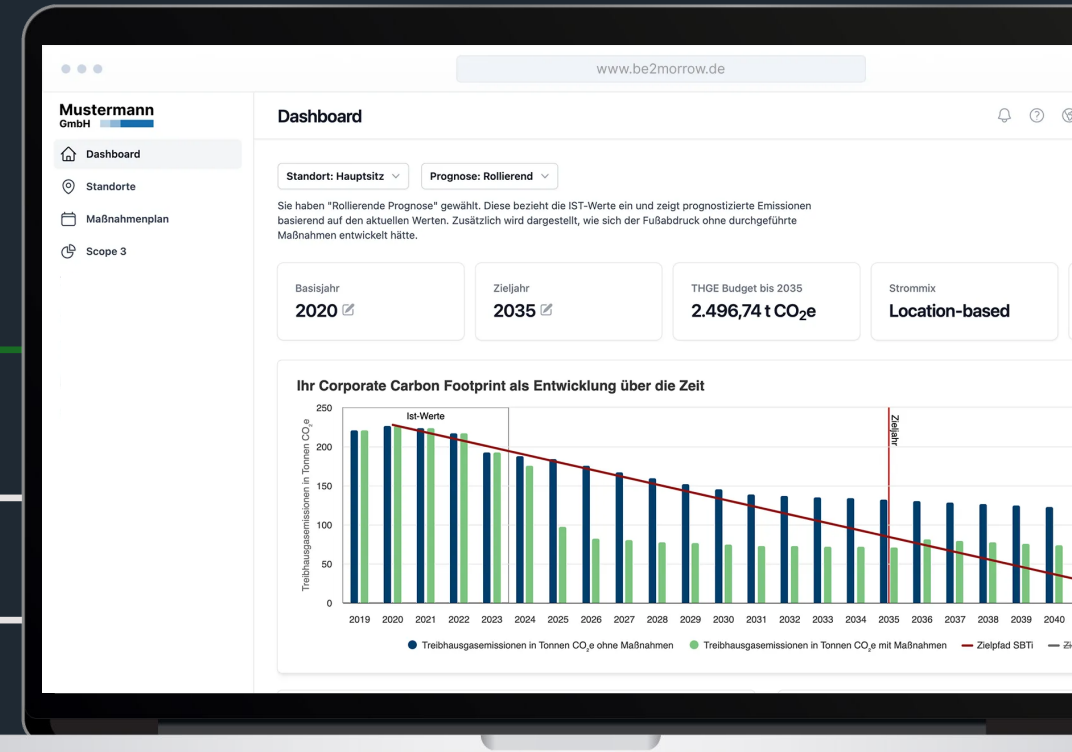 www.be2morrow.de
Mustermann
GmbH
Dashboard
Standorte
Maßnahmenplan
Scope 3
Dashboard
Standort: Hauptsitz
Prognose: Rollierend
Sie haben "Rollierende Prognose" gewählt. Diese bezieht die IST-Werte ein und zeigt prognostizierte Emissionen
basierend auf den aktuellen Werten. Zusätzlich wird dargestellt, wie sich der Fußabdruck ohne durchgeführte
Maßnahmen entwickelt hätte.
Basisjahr
2020
Zieljahr
2035
THGE Budget bis 2035
2.496,74 t CO₂e
Strommix
Location-based
Ihr Corporate Carbon Footprint als Entwicklung über die Zeit
Treibhausgasemissionen in Tonnen CO₂e
250
200
150
100
50
0
Ist-Werte
Zieljahr
2019 2020 2021 2022 2023 2024 2025 2026 2027 2028 2029 2030 2031 2032 2033 2034 2035 2036 2037 2038 2039 2040
Treibhausgasemissionen in Tonnen CO₂e ohne Maßnahmen Treibhausgasemissionen in Tonnen CO₂e mit Maßnahmen Zielpfad SBTi